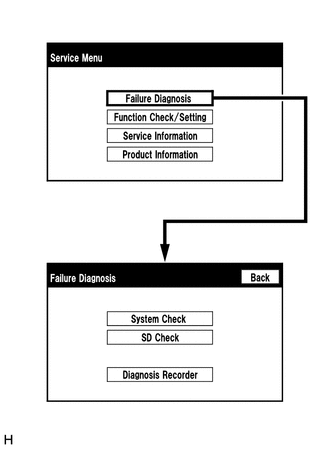 Service Menu
Failure Diagnosis
Function Check/Setting
Service Information
Product Information
Failure Diagnosis
Back
System Check
SD Check
Diagnosis Recorder
H